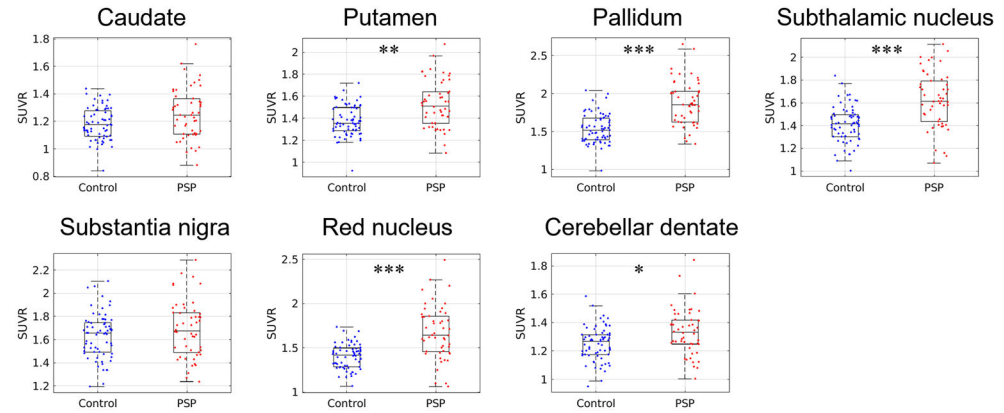 Caudate
SUVR
1.8
1.6
1.4
1.2
1
0.8
Control PSP
Putamen
**
SUVR
2
1.8
1.6
1.4
1.2
1
Control PSP
Pallidum
***
SUVR
2.5
2
1.5
1
Control PSP
Subthalamic nucleus
***
SUVR
2
1.8
1.6
1.4
1.2
1
Control PSP
Substantia nigra
SUVR
2.2
2
1.8
1.6
1.4
1.2
Control PSP
Red nucleus
***
SUVR
2.5
2
1.5
1
Control PSP
Cerebellar dentate
*
SUVR
1.8
1.6
1.4
1.2
1
Control PSP